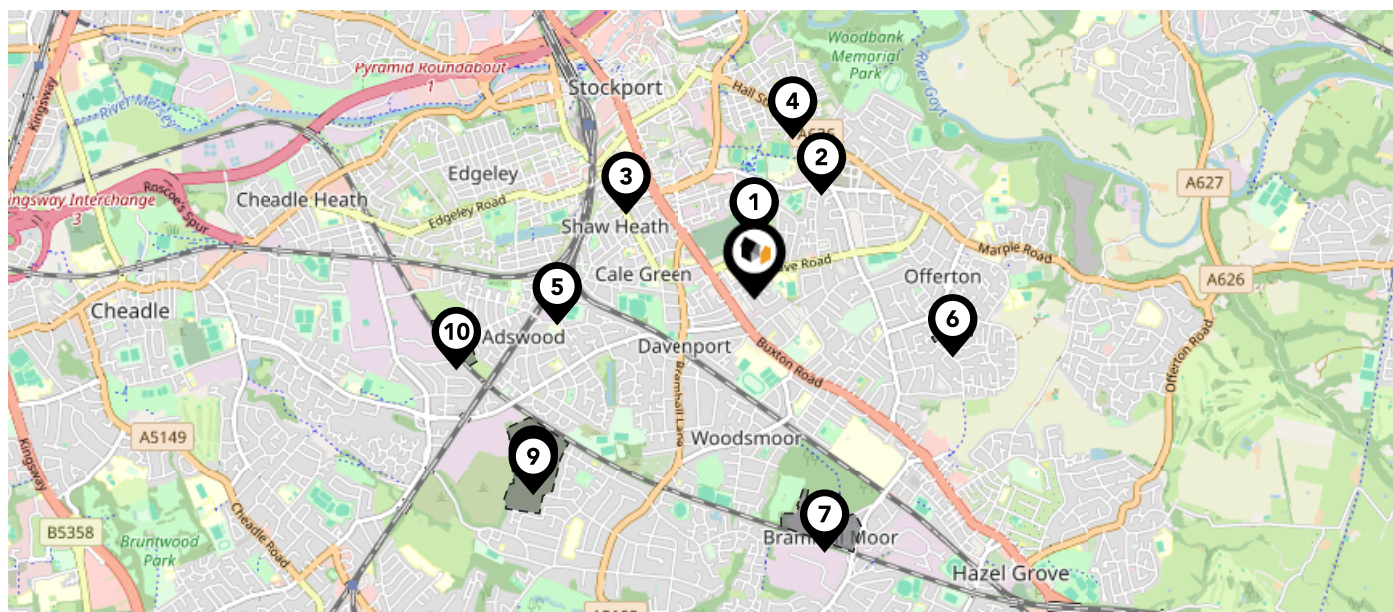 Woodbank
Memorial
Park
Pyramid Roundabout
1
Stockport
Hall St
4
A626
River Goyt
Kingsway
River Mersey
2
Edgeley
3
Cheadle Heath
Roscoe's Spur
3
Edgeley Road
Shaw Heath
1
A627
Marple Road
Cale Green
Offerton
A626
Cheadle
5
10
Adswood
Davenport
6
Buxton Road
Offerton Road
Bramhall Lane
A5149
Woodsmoor
Kingsway
9
Cheadle Road
B5358
Bruntwood
Park
7
Hazel Grove